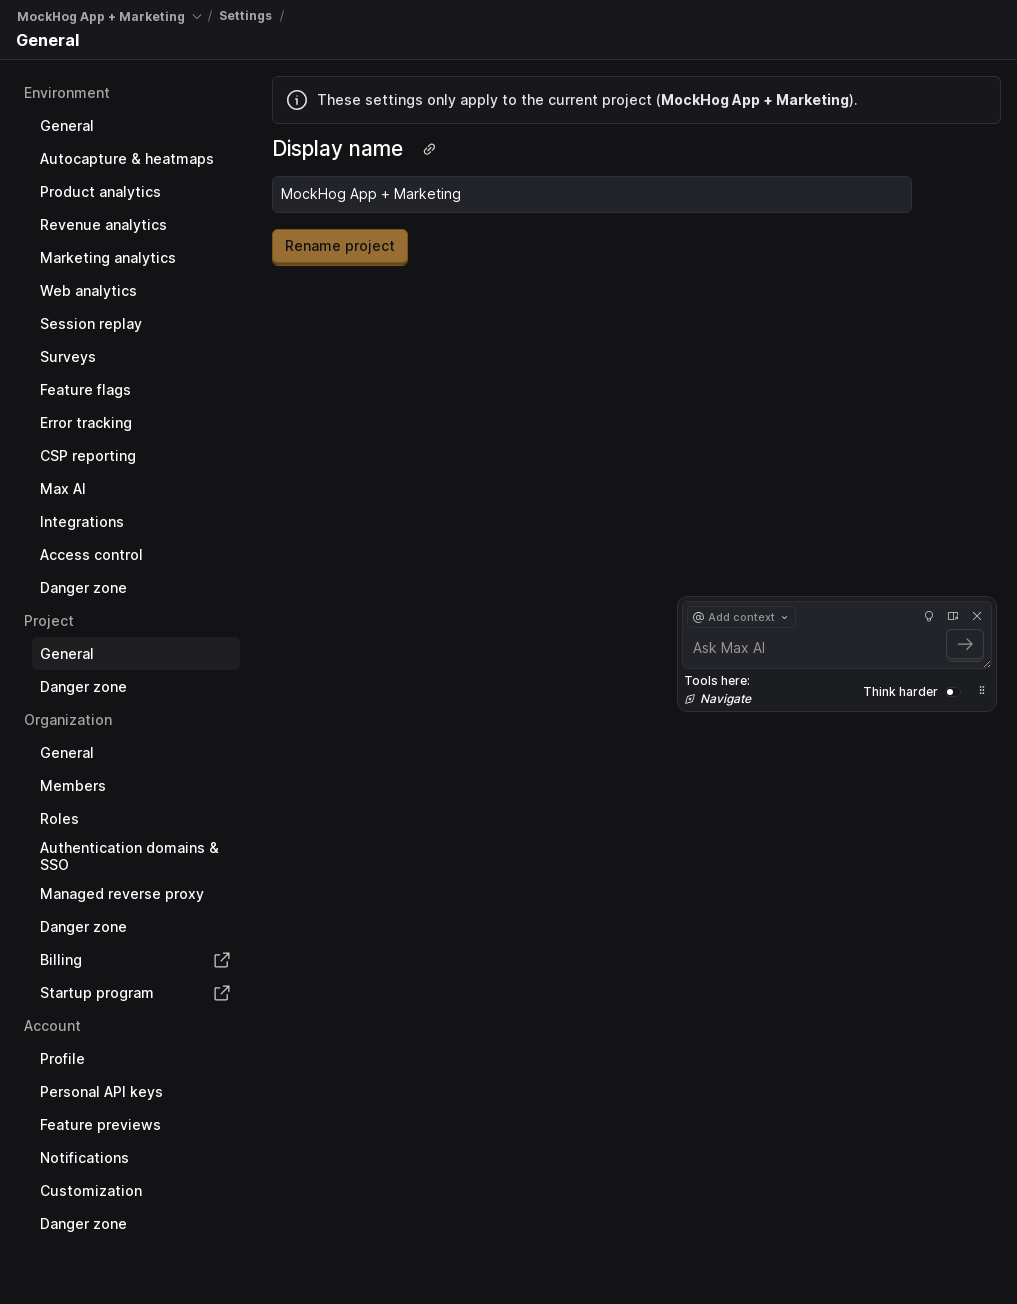 MockHog App + Marketing / Settings /
General
Environment
General
Autocapture & heatmaps
Product analytics
Revenue analytics
Marketing analytics
Web analytics
Session replay
Surveys
Feature flags
Error tracking
CSP reporting
Max AI
Integrations
Access control
Danger zone
Project
General
Danger zone
Organization
General
Members
Roles
Authentication domains &
SSO
Managed reverse proxy
Danger zone
Billing
Startup program
Account
Profile
Personal API keys
Feature previews
Notifications
Customization
Danger zone
These settings only apply to the current project (MockHog App + Marketing).
Display name
MockHog App + Marketing
Rename project
@ Add context
Ask Max AI
Tools here:
Navigate
Think harder